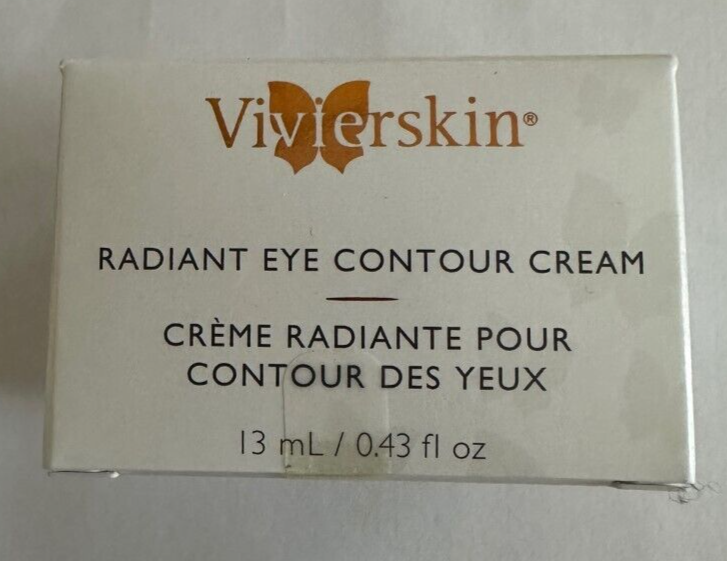 Vivierskin®
RADIANT EYE CONTOUR CREAM
CRÈME RADIANTE POUR
CONTOUR DES YEUX
13 mL / 0.43 fl oz